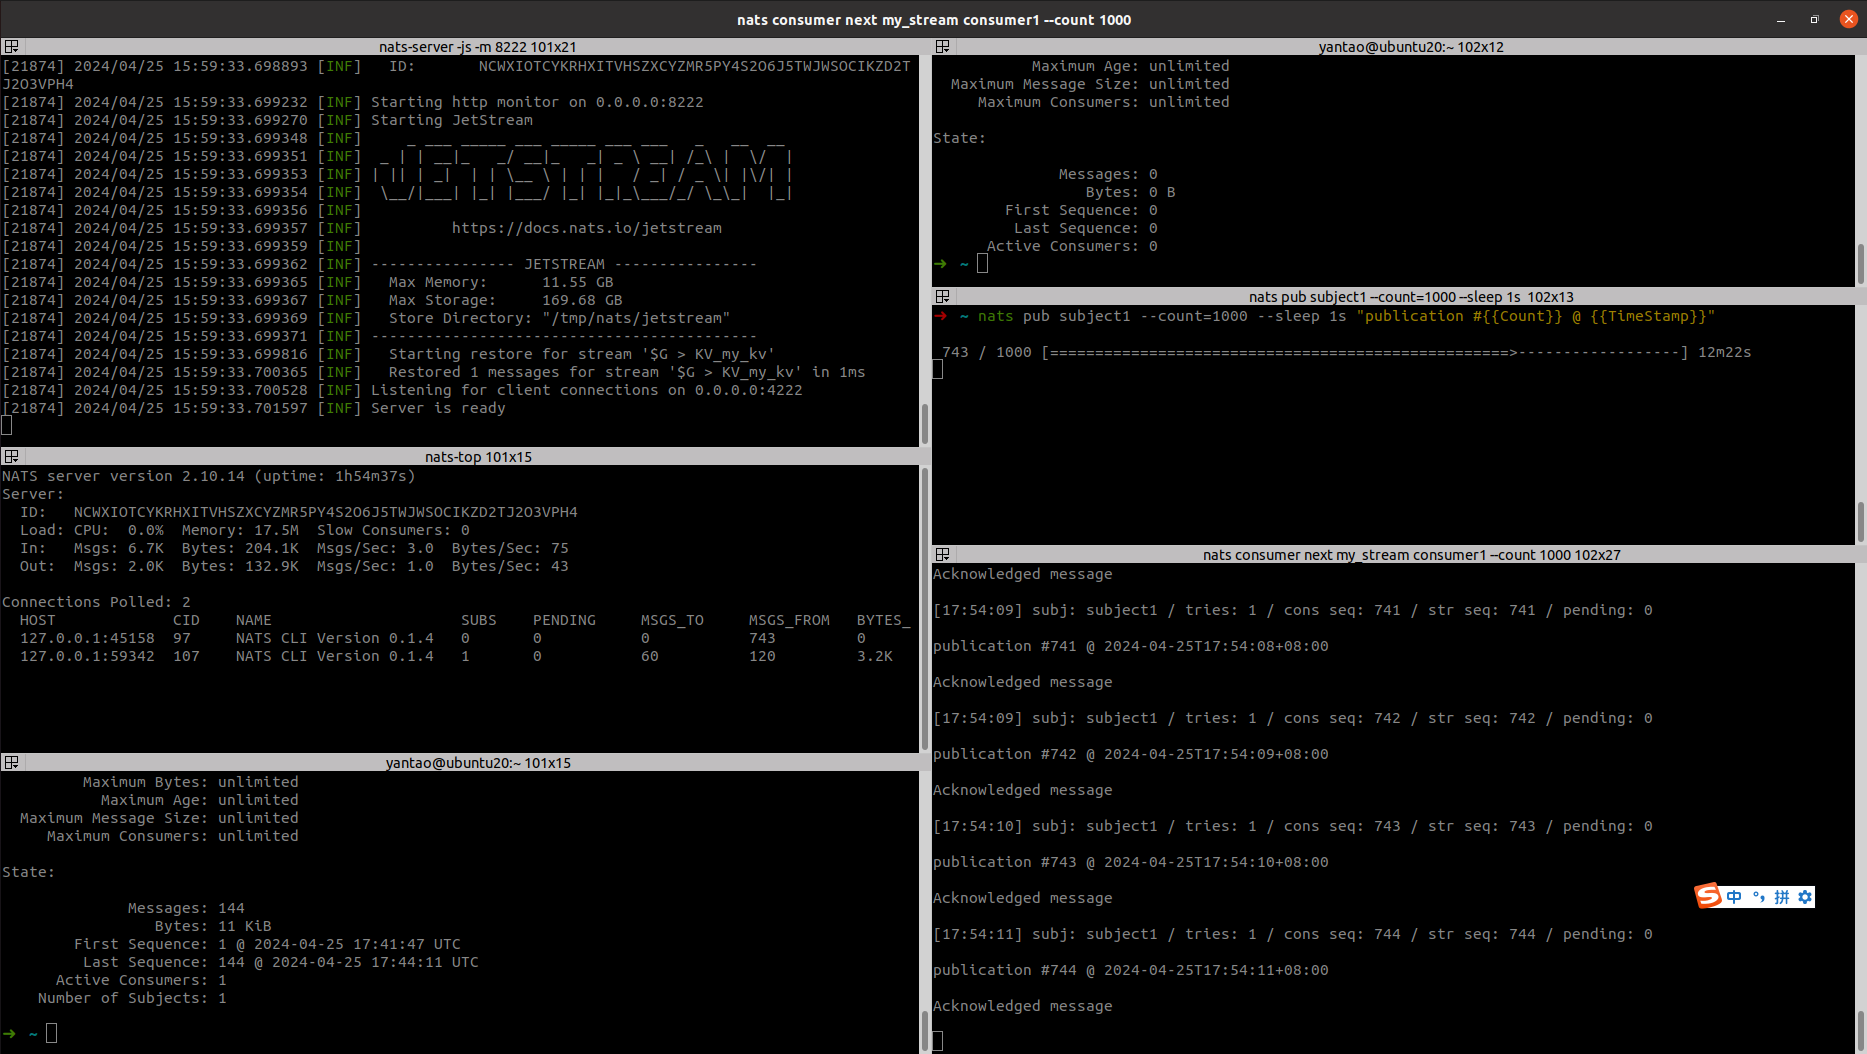 nats consumer next my_stream consumer1 --count 1000
nats-server -js -m 8222 101x21
[21874] 2024/04/25 15:59:33.698893 [INF]   ID:       NCWXIOTCYKRHXITVHSZXCYZMR5PY4S2O6J5TWJWSOCIKZD2T
J2O3VPH4
[21874] 2024/04/25 15:59:33.699232 [INF] Starting http monitor on 0.0.0.0:8222
[21874] 2024/04/25 15:59:33.699270 [INF] Starting JetStream
[21874] 2024/04/25 15:59:33.699348 [INF]     _ ___ _____ ___ _____ ___ ___   _   __  __
[21874] 2024/04/25 15:59:33.699351 [INF]  _ | | __|_   _/ __|_   _| _ \ __| /_\ |  \/  |
[21874] 2024/04/25 15:59:33.699353 [INF] | || | _|  | | \__ \ | | |   / _| / _ \| |\/| |
[21874] 2024/04/25 15:59:33.699354 [INF]  \__/|___| |_| |___/ |_| |_|_\___/_/ \_\_|  |_|
[21874] 2024/04/25 15:59:33.699356 [INF]
[21874] 2024/04/25 15:59:33.699357 [INF]          https://docs.nats.io/jetstream
[21874] 2024/04/25 15:59:33.699359 [INF]
[21874] 2024/04/25 15:59:33.699362 [INF] ---------------- JETSTREAM ----------------
[21874] 2024/04/25 15:59:33.699365 [INF]   Max Memory:      11.55 GB
[21874] 2024/04/25 15:59:33.699367 [INF]   Max Storage:     169.68 GB
[21874] 2024/04/25 15:59:33.699369 [INF]   Store Directory: "/tmp/nats/jetstream"
[21874] 2024/04/25 15:59:33.699371 [INF] -------------------------------------------
[21874] 2024/04/25 15:59:33.699816 [INF]   Starting restore for stream '$G > KV_my_kv'
[21874] 2024/04/25 15:59:33.700365 [INF]   Restored 1 messages for stream '$G > KV_my_kv' in 1ms
[21874] 2024/04/25 15:59:33.700528 [INF] Listening for client connections on 0.0.0.0:4222
[21874] 2024/04/25 15:59:33.701597 [INF] Server is ready
nats-top 101x15
NATS server version 2.10.14 (uptime: 1h54m37s)
Server:
  ID:   NCWXIOTCYKRHXITVHSZXCYZMR5PY4S2O6J5TWJWSOCIKZD2TJ2O3VPH4
  Load: CPU:  0.0%  Memory: 17.5M  Slow Consumers: 0
  In:   Msgs: 6.7K  Bytes: 204.1K  Msgs/Sec: 3.0  Bytes/Sec: 75
  Out:  Msgs: 2.0K  Bytes: 132.9K  Msgs/Sec: 1.0  Bytes/Sec: 43
Connections Polled: 2
  HOST             CID    NAME                     SUBS    PENDING     MSGS_TO     MSGS_FROM   BYTES_
  127.0.0.1:45158  97     NATS CLI Version 0.1.4   0       0           0           743         0
  127.0.0.1:59342  107    NATS CLI Version 0.1.4   1       0           60          120         3.2K
yantao@ubuntu20:~ 101x15
Maximum Bytes: unlimited
Maximum Age: unlimited
Maximum Message Size: unlimited
Maximum Consumers: unlimited
State:
Messages: 144
Bytes: 11 KiB
First Sequence: 1 @ 2024-04-25 17:41:47 UTC
Last Sequence: 144 @ 2024-04-25 17:44:11 UTC
Active Consumers: 1
Number of Subjects: 1
➜  ~
yantao@ubuntu20:~ 102x12
Maximum Age: unlimited
Maximum Message Size: unlimited
Maximum Consumers: unlimited
State:
Messages: 0
Bytes: 0 B
First Sequence: 0
Last Sequence: 0
Active Consumers: 0
➜  ~
nats pub subject1 --count=1000 --sleep 1s  102x13
➜  ~ nats pub subject1 --count=1000 --sleep 1s "publication #{{Count}} @ {{TimeStamp}}"
743 / 1000 [===================================================>------------------] 12m22s
nats consumer next my_stream consumer1 --count 1000 102x27
Acknowledged message
[17:54:09] subj: subject1 / tries: 1 / cons seq: 741 / str seq: 741 / pending: 0
publication #741 @ 2024-04-25T17:54:08+08:00
Acknowledged message
[17:54:09] subj: subject1 / tries: 1 / cons seq: 742 / str seq: 742 / pending: 0
publication #742 @ 2024-04-25T17:54:09+08:00
Acknowledged message
[17:54:10] subj: subject1 / tries: 1 / cons seq: 743 / str seq: 743 / pending: 0
publication #743 @ 2024-04-25T17:54:10+08:00
Acknowledged message
[17:54:11] subj: subject1 / tries: 1 / cons seq: 744 / str seq: 744 / pending: 0
publication #744 @ 2024-04-25T17:54:11+08:00
Acknowledged message
S 中 °, 拼